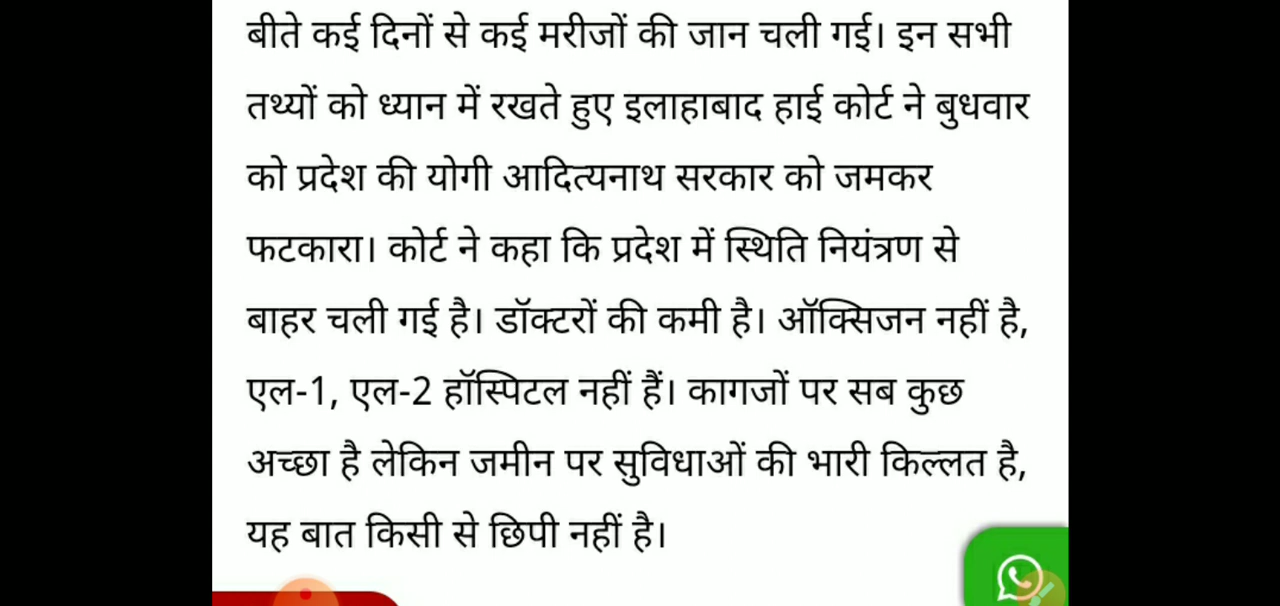 बीते कई दिनों से कई मरीजों की जान चली गई। इन सभी
तथ्यों को ध्यान में रखते हुए इलाहाबाद हाई कोर्ट ने बुधवार
को प्रदेश की योगी आदित्यनाथ सरकार को जमकर
फटकारा। कोर्ट ने कहा कि प्रदेश में स्थिति नियंत्रण से
बाहर चली गई है। डॉक्टरों की कमी है। ऑक्सिजन नहीं है,
एल-1, एल-2 हॉस्पिटल नहीं हैं। कागजों पर सब कुछ
अच्छा है लेकिन जमीन पर सुविधाओं की भारी किल्लत है,
यह बात किसी से छिपी नहीं है।